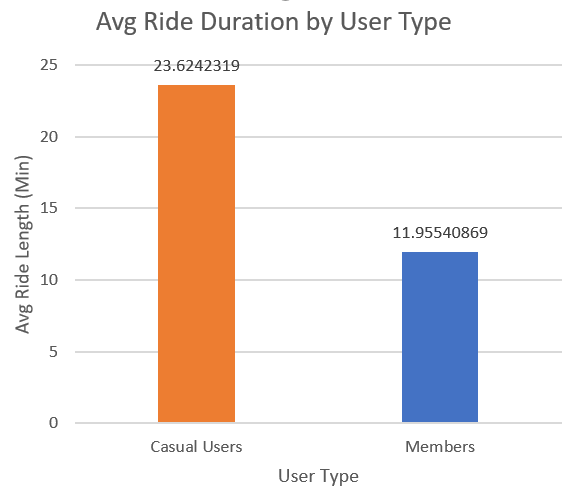 Avg Ride Duration by User Type
25
23.6242319
20
15
11.95540869
10
5
0
Avg Ride Length (Min)
Casual Users
Members
User Type